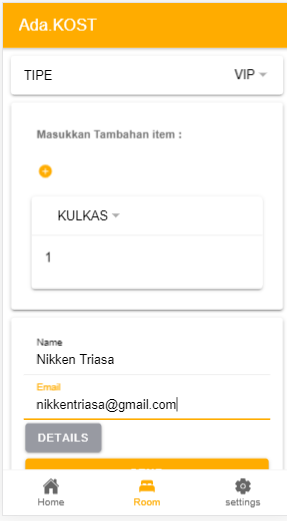 Ada.KOST
TIPE VIP
Masukkan Tambahan item :
KULKAS
1
Name
Nikken Triasa
Email
nikkentriasa@gmail.com
DETAILS
Home Room settings